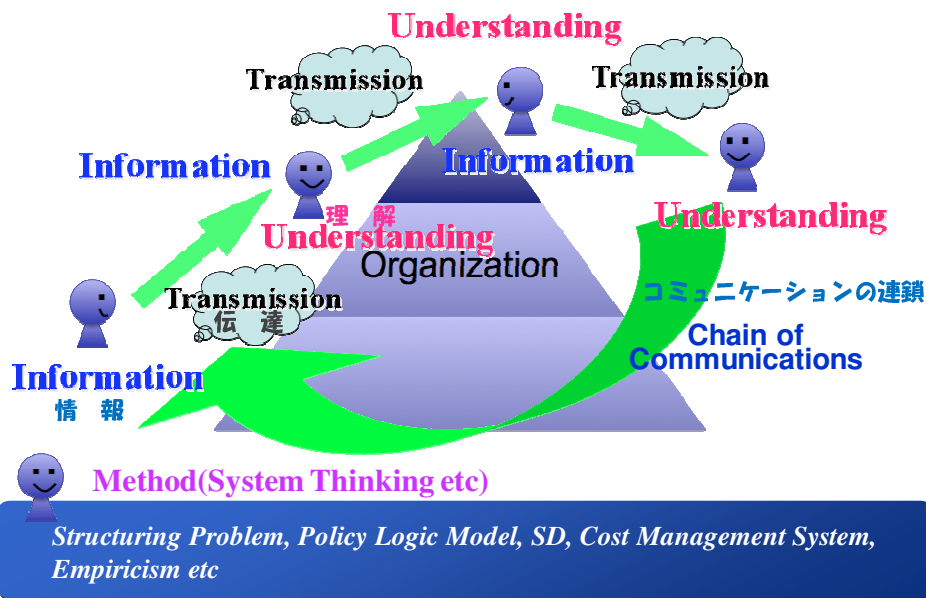 Understanding
Transmission
Transmission
Information
Information
理 解
Understanding
Understanding
Organization
Transmission
伝 達
コミュニケーションの連鎖
Chain of
Communications
Information
情 報
Method(System Thinking etc)
Structuring Problem, Policy Logic Model, SD, Cost Management System,
Empiricism etc